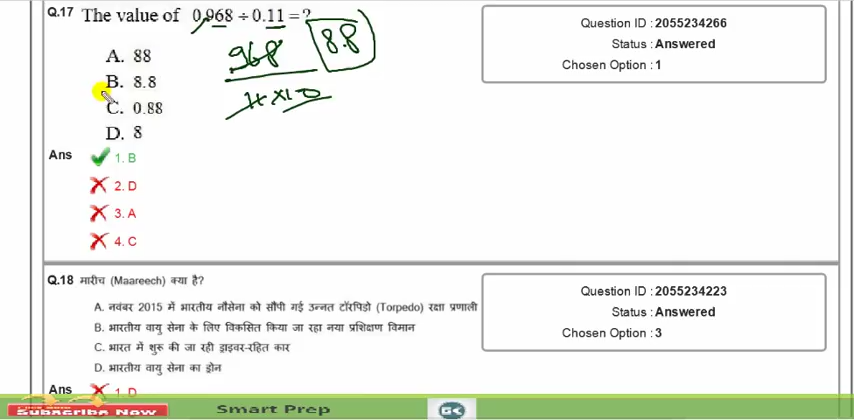 Q.17 The value of 0.968 ÷ 0.11 = ?
968
11 × 10
8.8
A. 88
B. 8.8
C. 0.88
D. 8
Ans 1. B
2. D
3. A
4. C
Question ID : 2055234266
Status : Answered
Chosen Option : 1
Q.18 मारीच (Maareech) क्या है?
A. नवंबर 2015 में भारतीय नौसेना को सौंपी गई उन्नत टॉरपिडो (Torpedo) रक्षा प्रणाली
B. भारतीय वायु सेना के लिए विकसित किया जा रहा नया प्रशिक्षण विमान
C. भारत में शुरू की जा रही ड्राइवर-रहित कार
D. भारतीय वायु सेना का ड्रोन
Ans 1. D
Question ID : 2055234223
Status : Answered
Chosen Option : 3
Subscribe Now
Smart Prep
GK